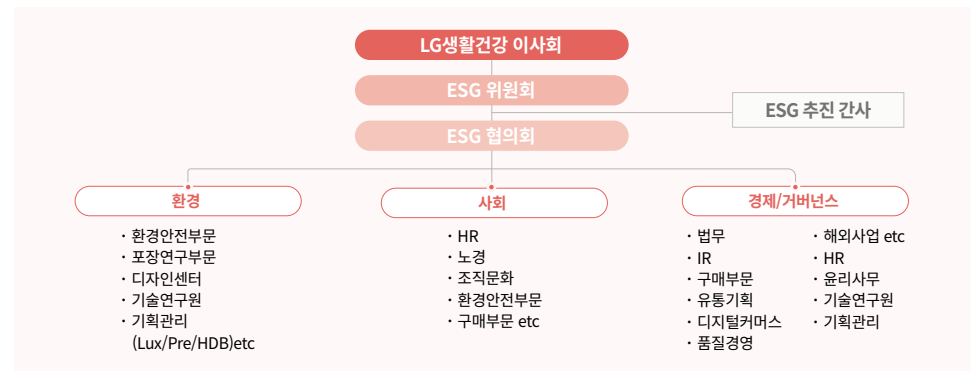 LG생활건강 이사회
ESG 위원회
ESG 추진 간사
ESG 협의회
환경
· 환경안전부문
· 포장연구부문
· 디자인센터
· 기술연구원
· 기획관리
(Lux/Pre/HDB)etc
사회
· HR
· 노경
· 조직문화
· 환경안전부문
· 구매부문 etc
경제/거버넌스
· 법무
· IR
· 구매부문
· 유통기획
· 디지털커머스
· 품질경영
· 해외사업 etc
· HR
· 윤리사무
· 기술연구원
· 기획관리